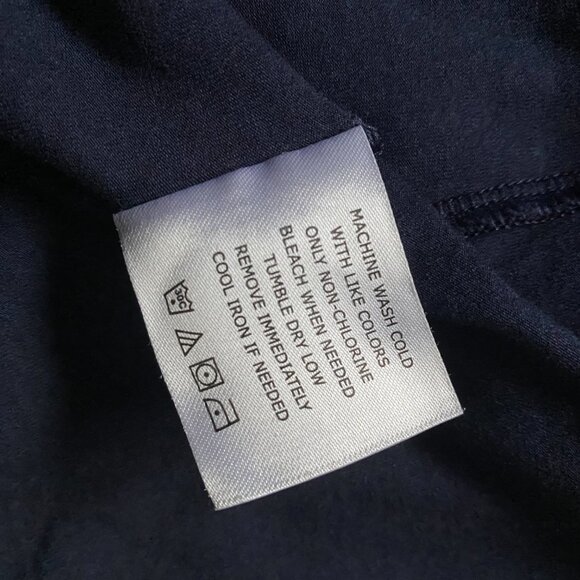 MACHINE WASH COLD
WITH LIKE COLORS
ONLY NON-CHLORINE
BLEACH WHEN NEEDED
TUMBLE DRY LOW
REMOVE IMMEDIATELY
COOL IRON IF NEEDED
30C